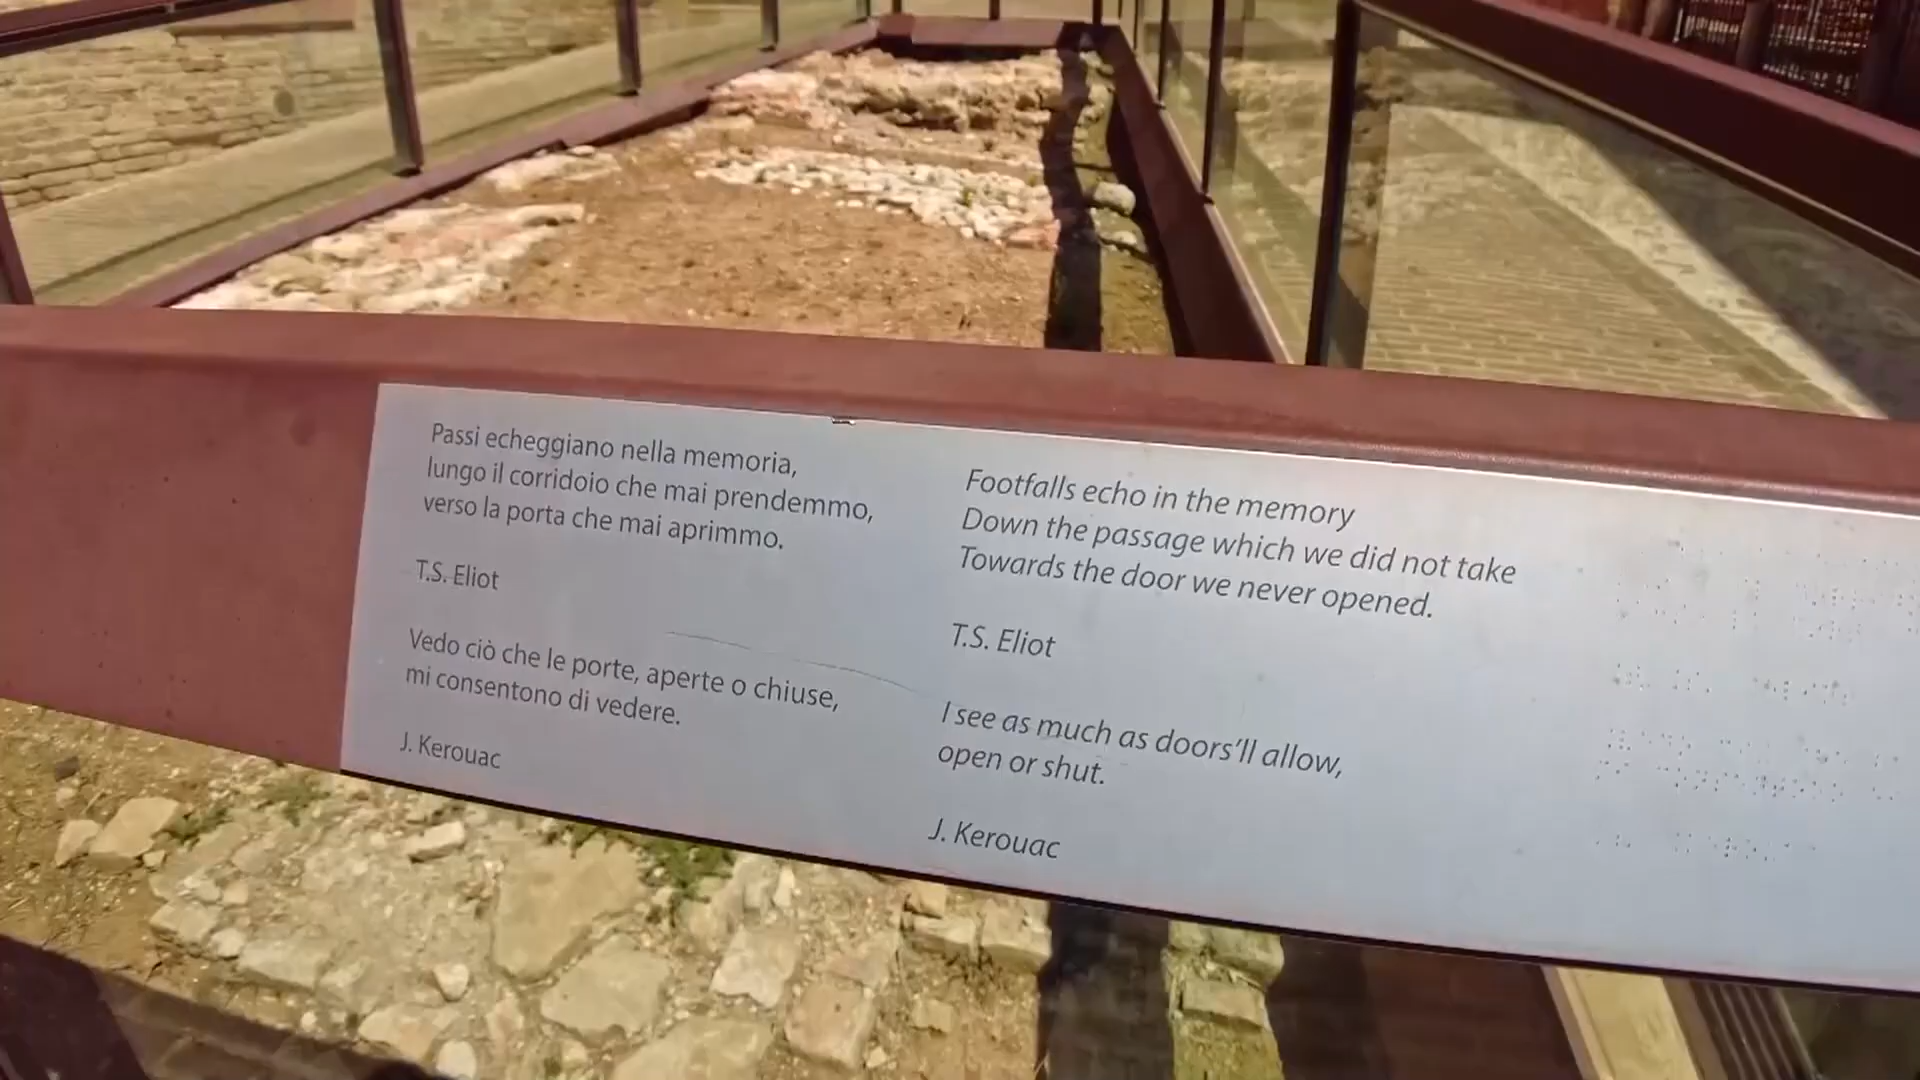 Passi echeggiano nella memoria,
lungo il corridoio che mai prendemmo,
verso la porta che mai aprimmo.
T.S. Eliot
Vedo ciò che le porte, aperte o chiuse,
mi consentono di vedere.
J. Kerouac
Footfalls echo in the memory
Down the passage which we did not take
Towards the door we never opened.
T.S. Eliot
I see as much as doors'll allow,
open or shut.
J. Kerouac